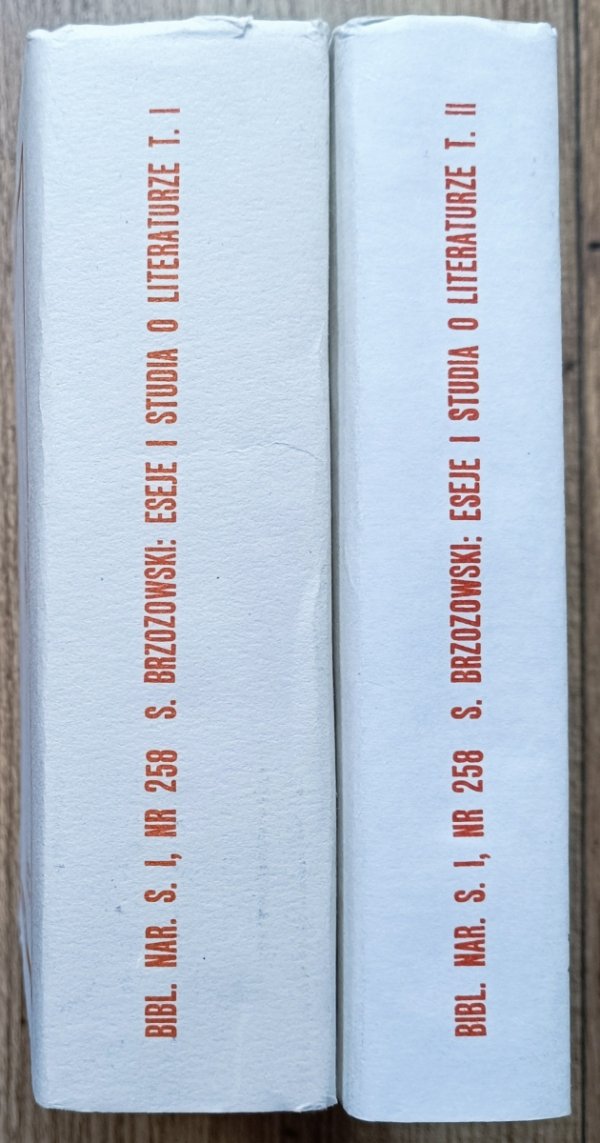 BIBL. NAR. S. I, NR 258 S. BRZOZOWSKI: ESEJE I STUDIA O LITERATURZE T. I
BIBL. NAR. S. I, NR 258 S. BRZOZOWSKI: ESEJE I STUDIA O LITERATURZE T. II